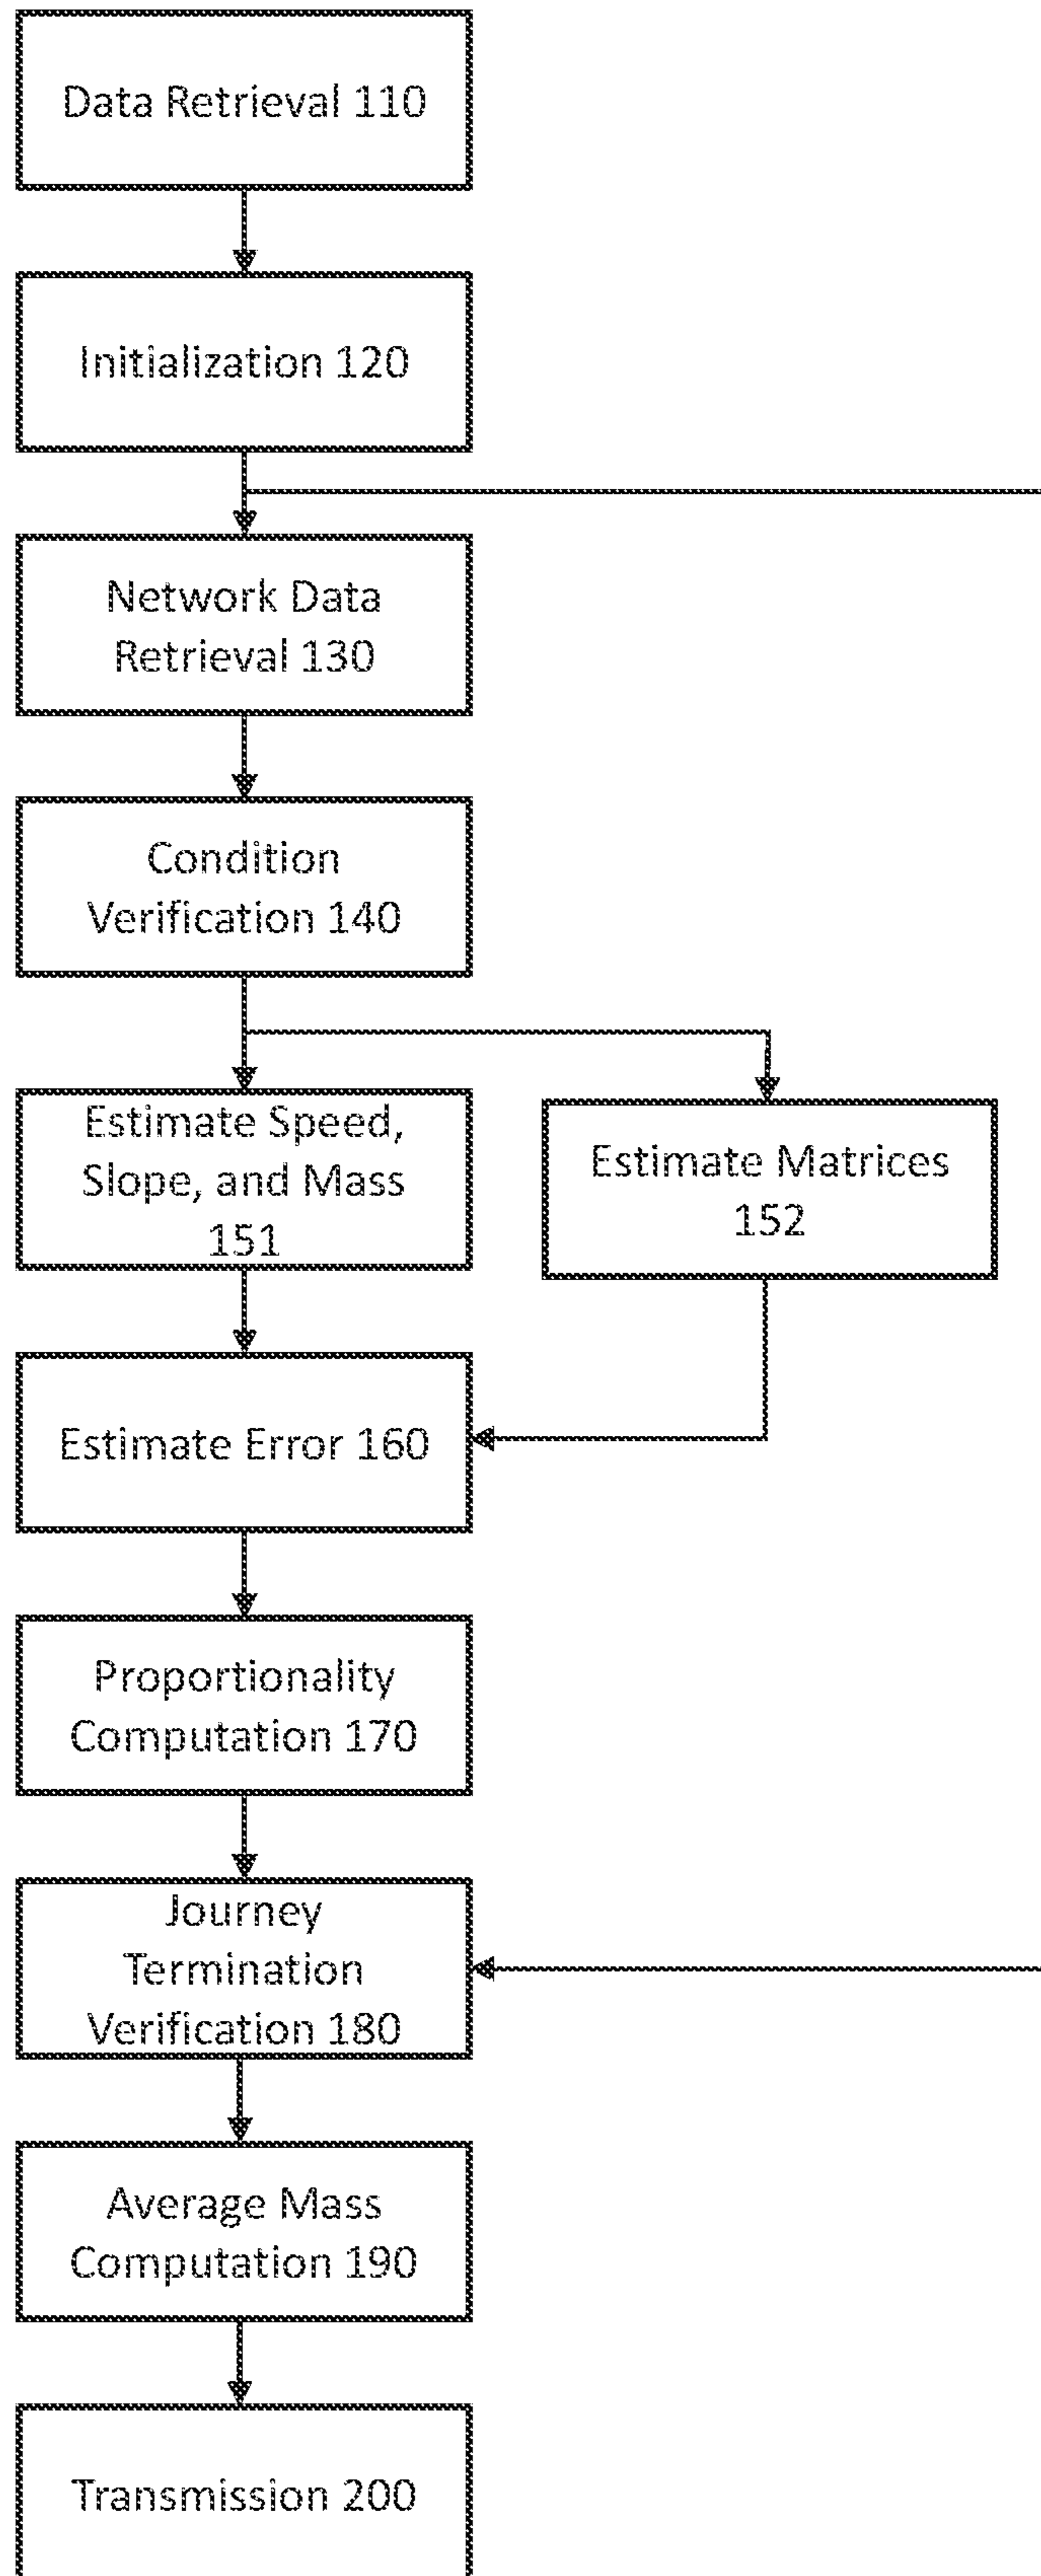 Data Retrieval 110
Initialization 120
Network Data
Retrieval 130
Condition
Verification 140
Estimate Speed,
Slope, and Mass
151
Estimate Matrices
152
Estimate Error 160
Proportionality
Computation 170
Journey
Termination
Verification 180
Average Mass
Computation 190
Transmission 200